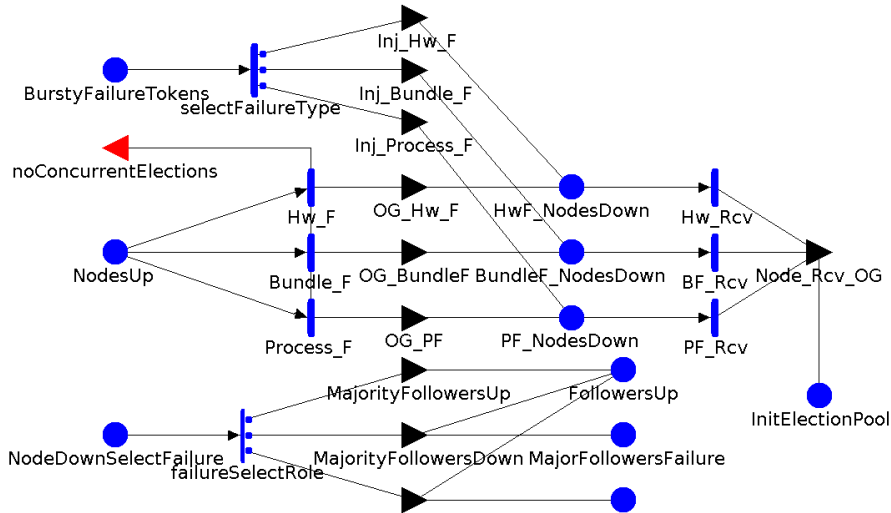 Inj_Hw_F
BurstyFailureTokens
selectFailureType
Inj_Bundle_F
Inj_Process_F
noConcurrentElections
Hw_F
OG_Hw_F
HwF_NodesDown
Hw_Rcv
NodesUp
Bundle_F
OG_BundleF
BundleF_NodesDown
BF_Rcv
Node_Rcv_OG
Process_F
OG_PF
PF_NodesDown
PF_Rcv
MajorityFollowersUp
FollowersUp
InitElectionPool
NodeDownSelectFailure
failureSelectRole
MajorityFollowersDown
MajorFollowersFailure